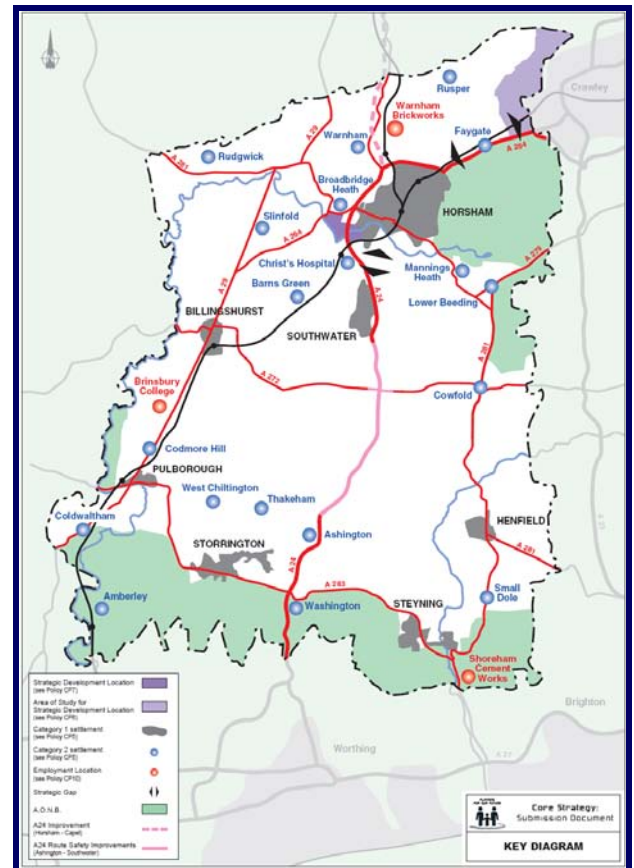 Crawley
Rusper
Warnham
Brickworks
Faygate
A 264
A 29
Warnham
Rudgwick
A 281
Broadbridge
Heath
HORSHAM
Slinfold
A 264
A 279
Christ's Hospital
Mannings
Heath
A 29
Barns Green
A 24
Lower Beeding
BILLINGSHURST
SOUTHWATER
A 281
A 272
Brinsbury
College
Cowfold
Codmore Hill
PULBOROUGH
West Chiltington
Thakeham
Coldwaltham
HENFIELD
Ashington
STORRINGTON
A 281
A 24
A 283
Amberley
Washington
Small
Dole
STEYNING
Shoreham
Cement
Works
Brighton
Worthing
A 27
Strategic Development Location
(see Policy CP7)
Area of Study for
Strategic Development Location
(see Policy CP6)
Category 1 settlement
(see Policy CP5)
Category 2 settlement
(see Policy CP5)
Employment Location
(see Policy CP10)
Strategic Gap
A.O.N.B.
A24 Improvement
(Horsham - Capel)
A24 Route Safety Improvements
(Ashington - Southwater)
Core Strategy:
Submission Document
KEY DIAGRAM